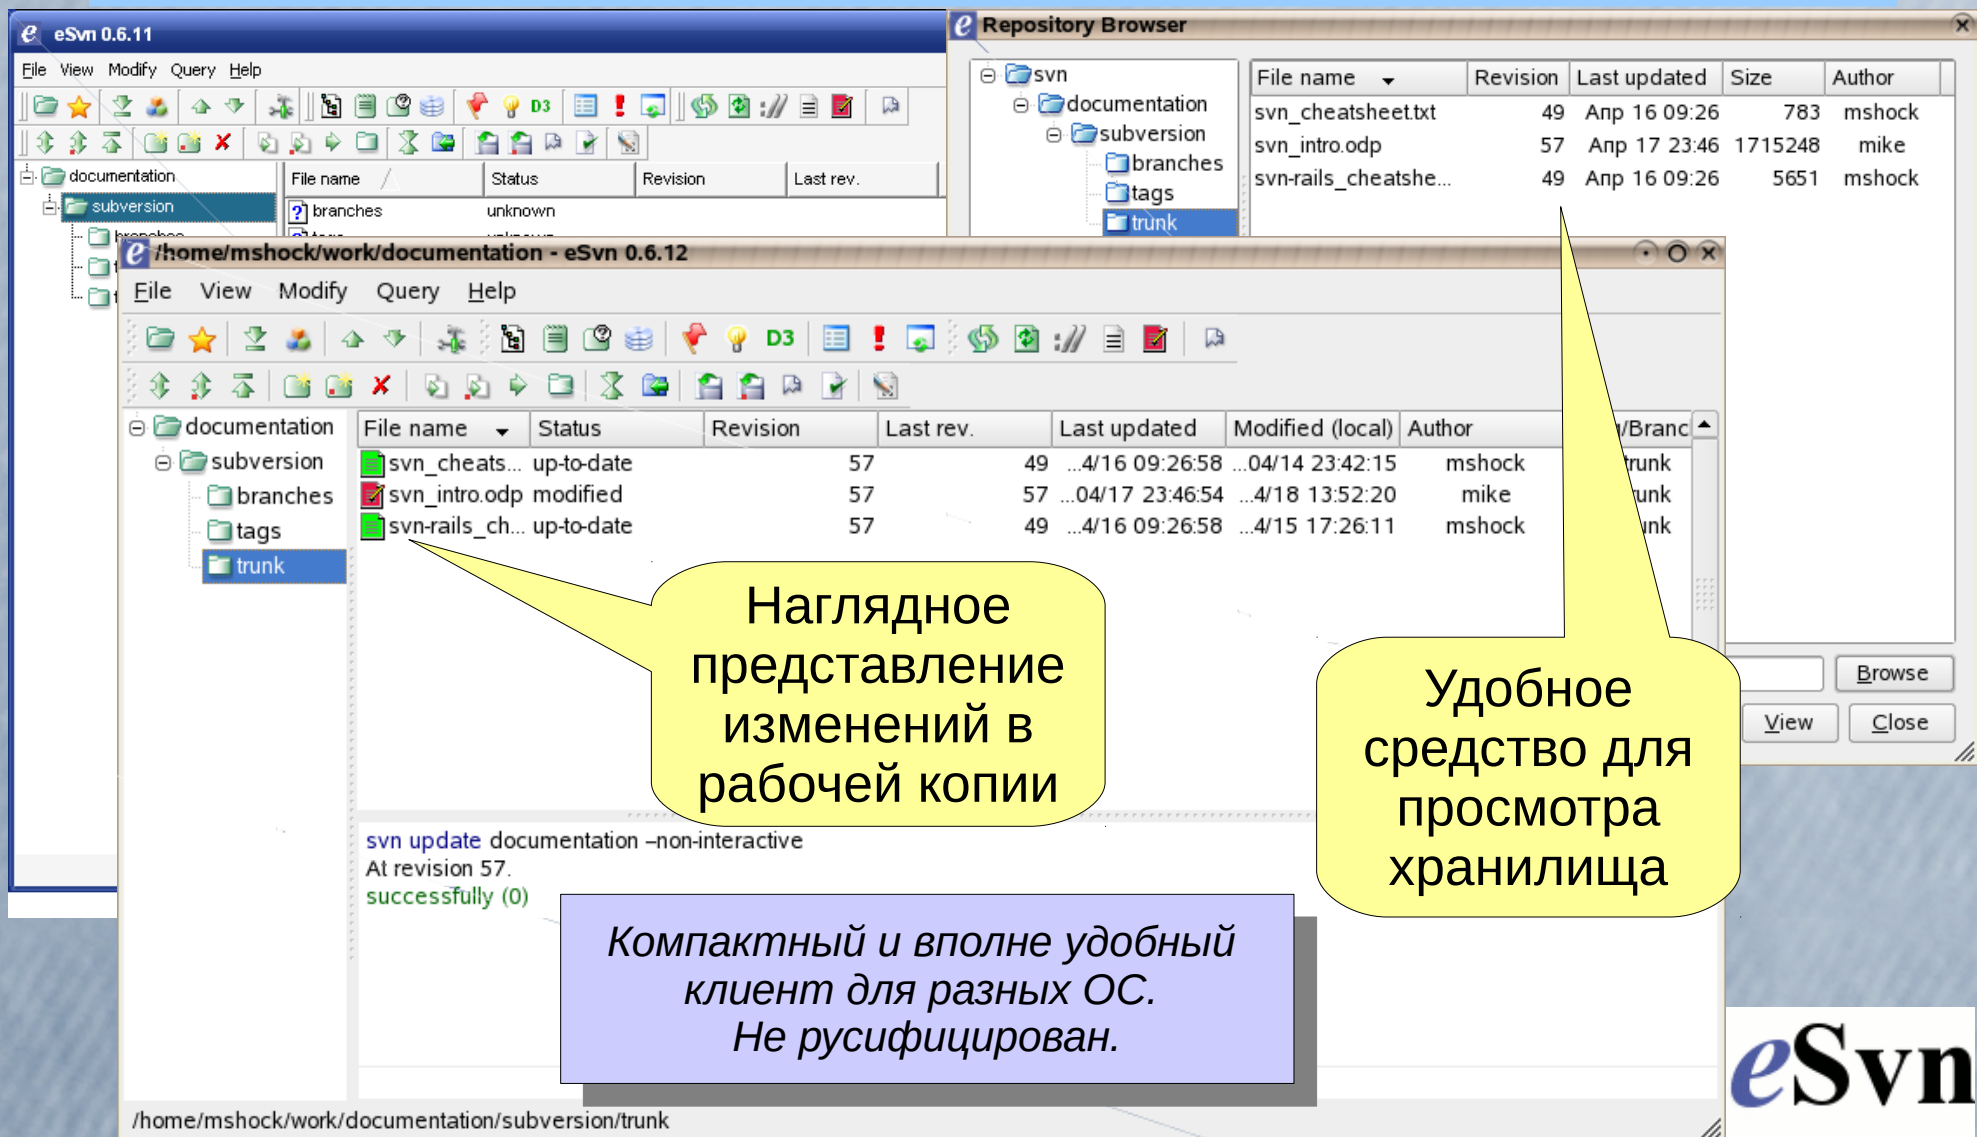 eSvn 0.6.11
File View Modify Query Help
D3
documentation
subversion
File name Status Revision Last rev.
branches unknown
Repository Browser
svn
documentation
subversion
branches
tags
trunk
File name Revision Last updated Size Author
svn_cheatsheet.txt 49 Апр 16 09:26 783 mshock
svn_intro.odp 57 Апр 17 23:46 1715248 mike
svn-rails_cheatshe... 49 Апр 16 09:26 5651 mshock
Browse
View Close
/home/mshock/work/documentation - eSvn 0.6.12
File View Modify Query Help
D3
documentation
subversion
branches
tags
trunk
File name Status Revision Last rev. Last updated Modified (local) Author
svn_cheats... up-to-date 57 49 ...4/16 09:26:58 ...04/14 23:42:15 mshock trunk
svn_intro.odp modified 57 57 ...04/17 23:46:54 ...4/18 13:52:20 mike
svn-rails_ch... up-to-date 57 49 ...4/16 09:26:58 ...4/15 17:26:11 mshock
Наглядное
представление
изменений в
рабочей копии
Удобное
средство для
просмотра
хранилища
svn update documentation –non-interactive
At revision 57.
successfully (0)
Компактный и вполне удобный
клиент для разных ОС.
Не русифицирован.
/home/mshock/work/documentation/subversion/trunk
eSvn